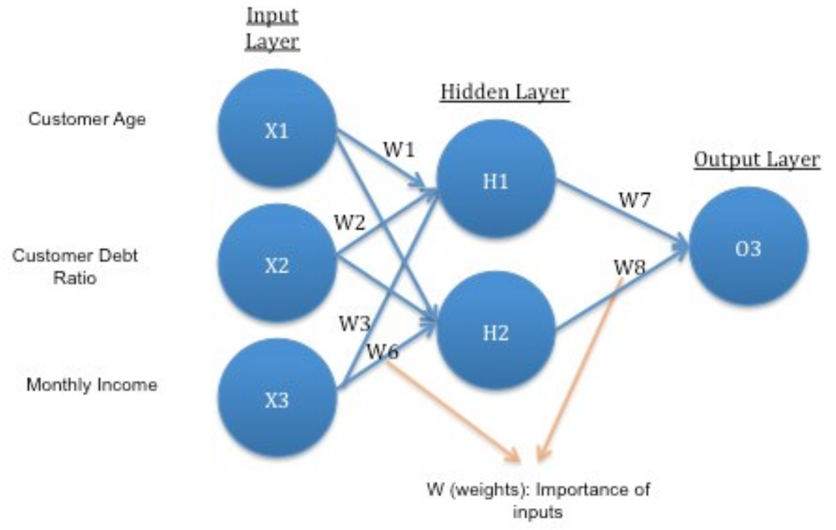 Input
Layer
Customer Age
X1
Hidden Layer
W1
H1
Output Layer
W7
W2
Customer Debt
Ratio
X2
O3
W8
W3
H2
W6
Monthly Income
X3
W (weights): Importance of
inputs